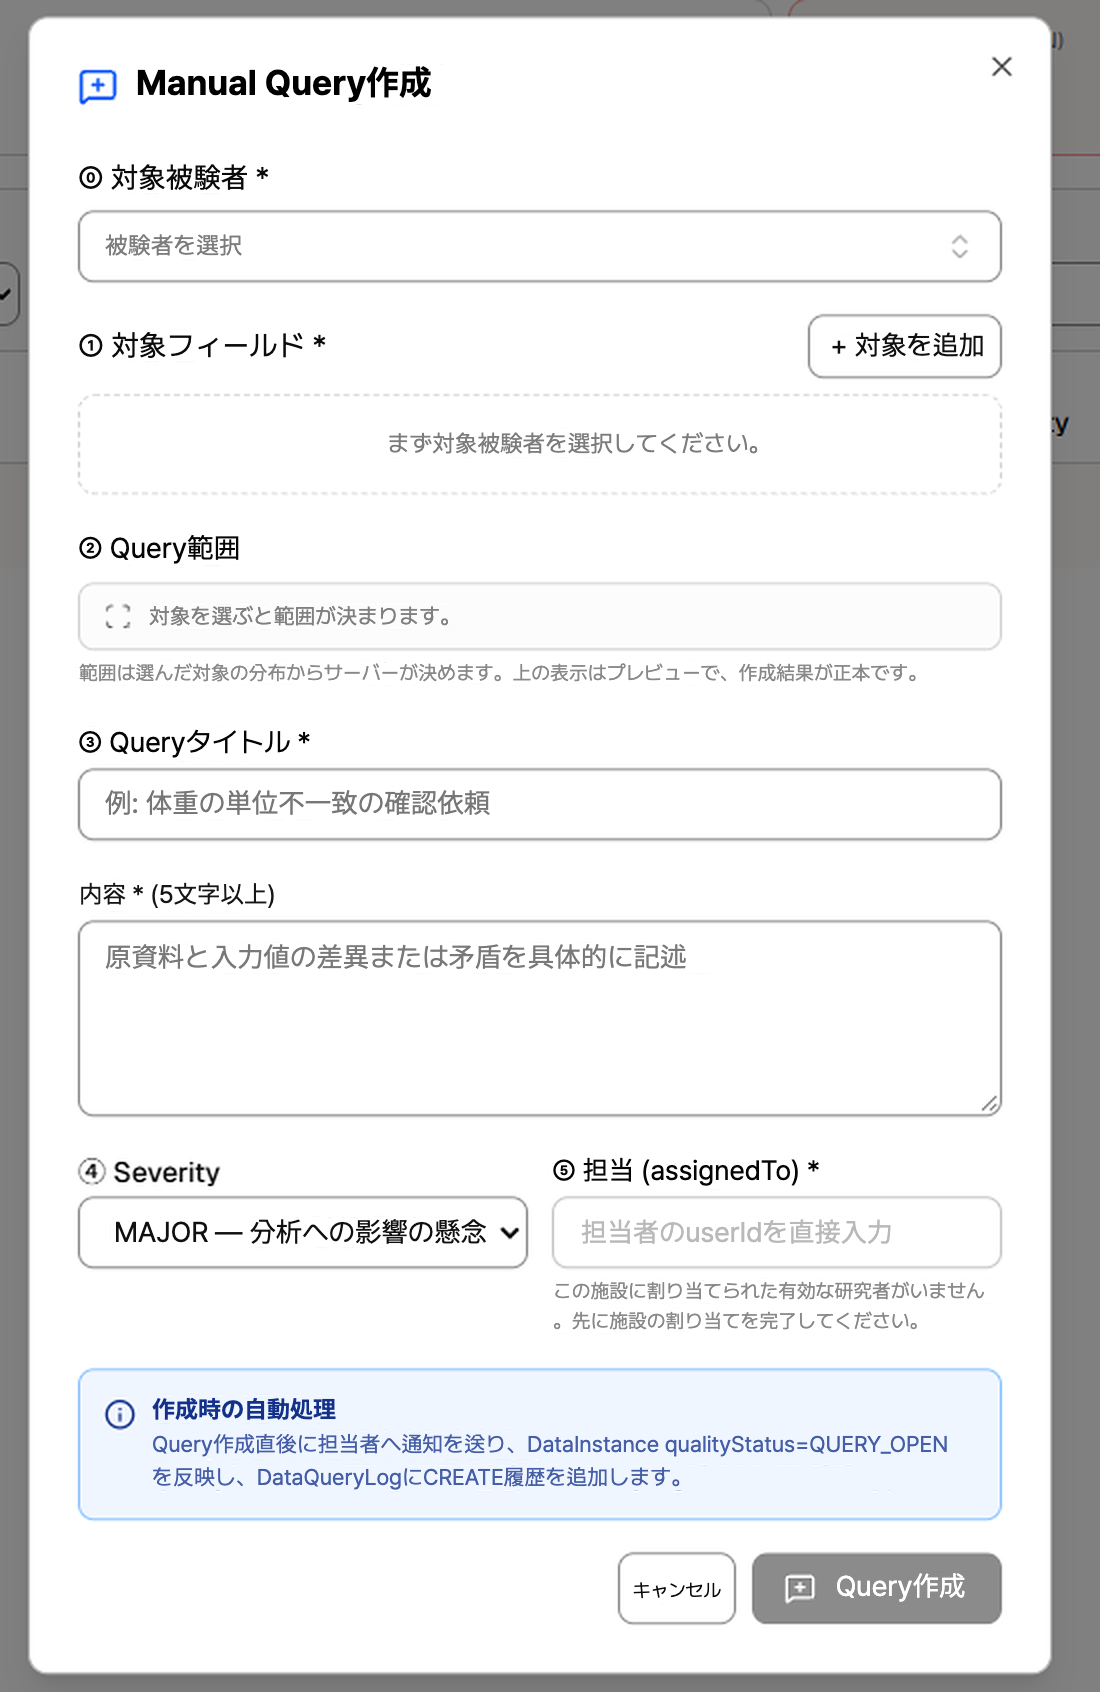 Manual Query作成
⓪ 対象被験者 *
被験者を選択
① 対象フィールド *
+ 対象を追加
まず対象被験者を選択してください。
② Query範囲
対象を選ぶと範囲が決まります。
範囲は選んだ対象の分布からサーバーが決めます。上の表示はプレビューで、作成結果が正本です。
③ Queryタイトル *
例: 体重の単位不一致の確認依頼
内容 * (5文字以上)
原資料と入力値の差異または矛盾を具体的に記述
④ Severity
MAJOR — 分析への影響の懸念
⑤ 担当 (assignedTo) *
担当者のuserIdを直接入力
この施設に割り当てられた有効な研究者がいません
。先に施設の割り当てを完了してください。
作成時の自動処理
Query作成直後に担当者へ通知を送り、DataInstance qualityStatus=QUERY_OPEN
を反映し、DataQueryLogにCREATE履歴を追加します。
キャンセル
Query作成